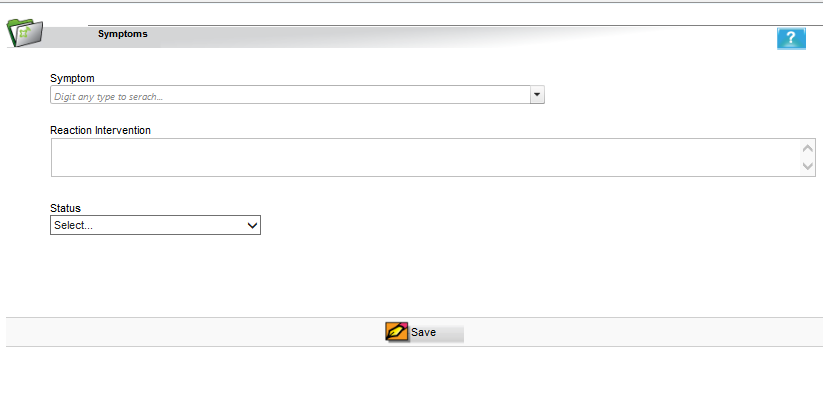 Symptoms
?
Symptom
Digit any type to serach...
Reaction Intervention
Status
Select...
Save